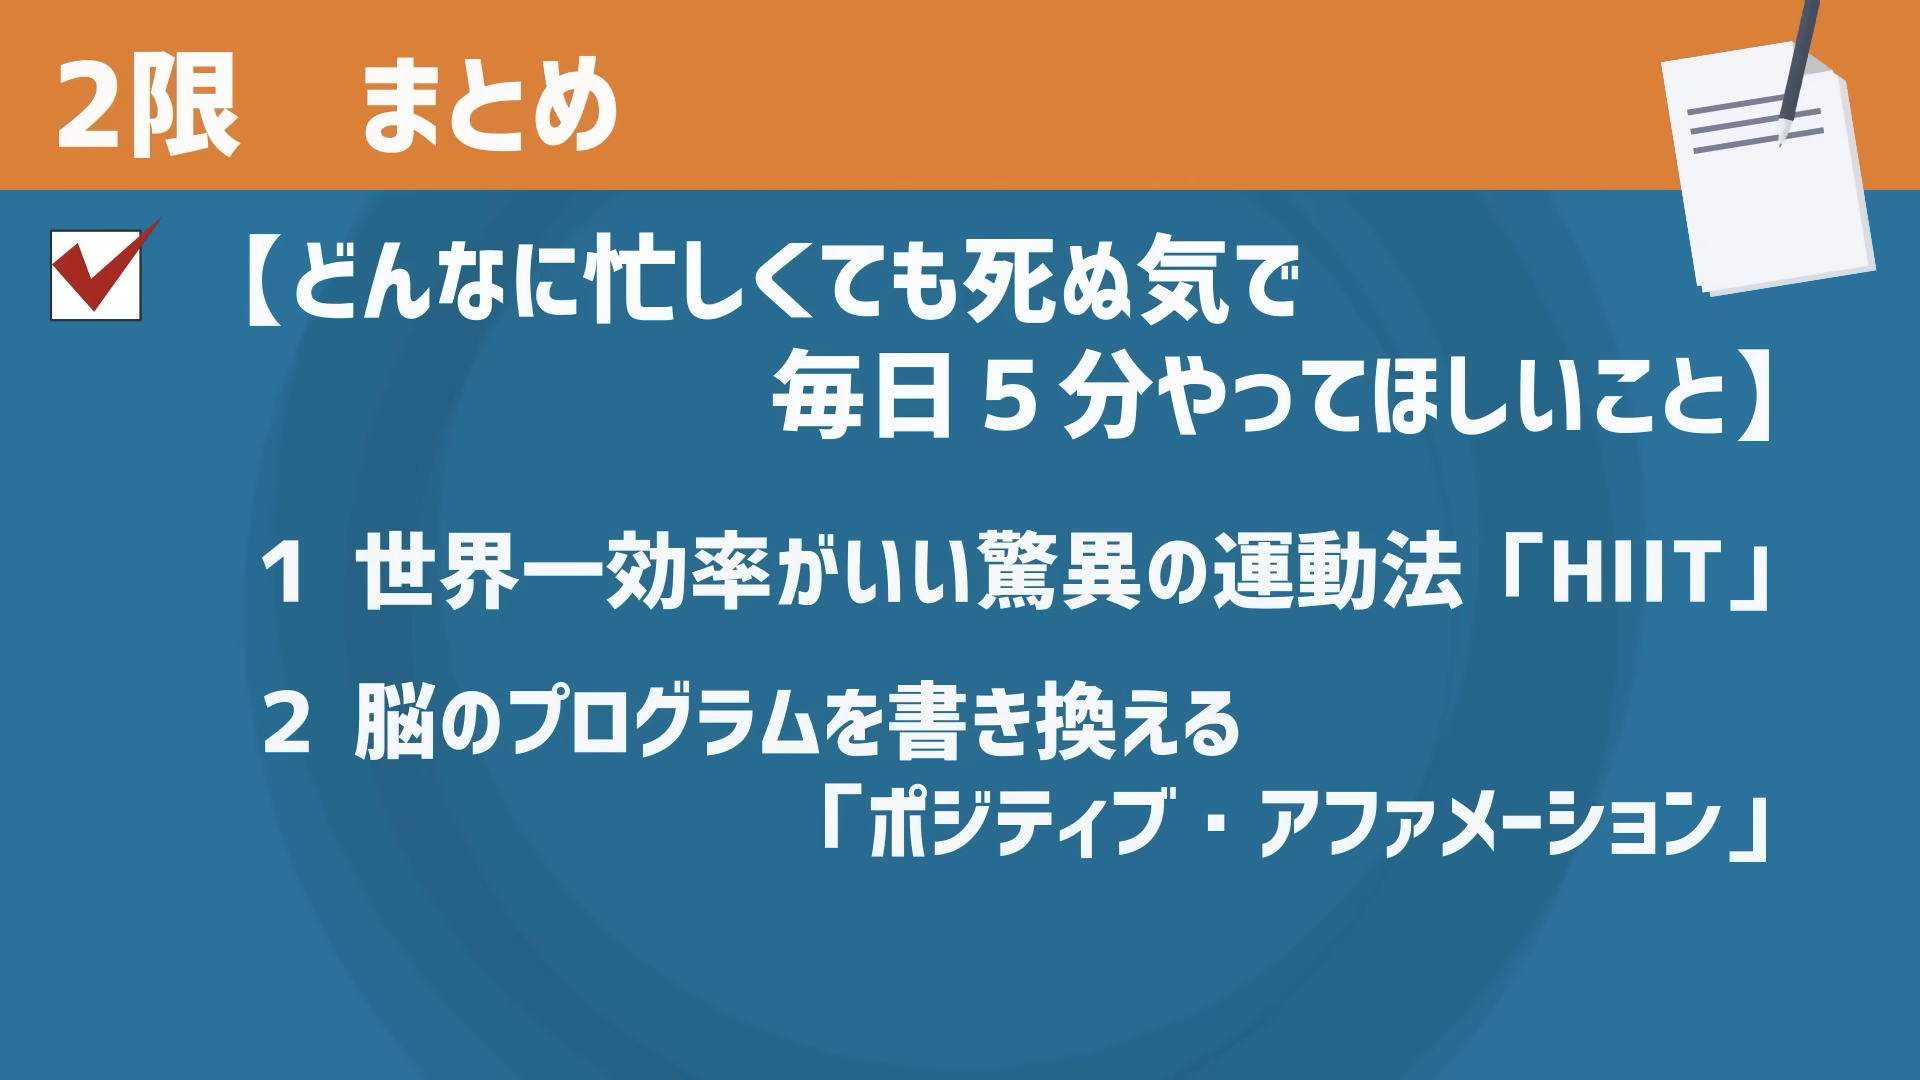 2限　まとめ
【どんなに忙しくても死ぬ気で
毎日5分やってほしいこと】
1 世界一効率がいい驚異の運動法「HIIT」
2 脳のプログラムを書き換える
「ポジティブ・アファメーション」